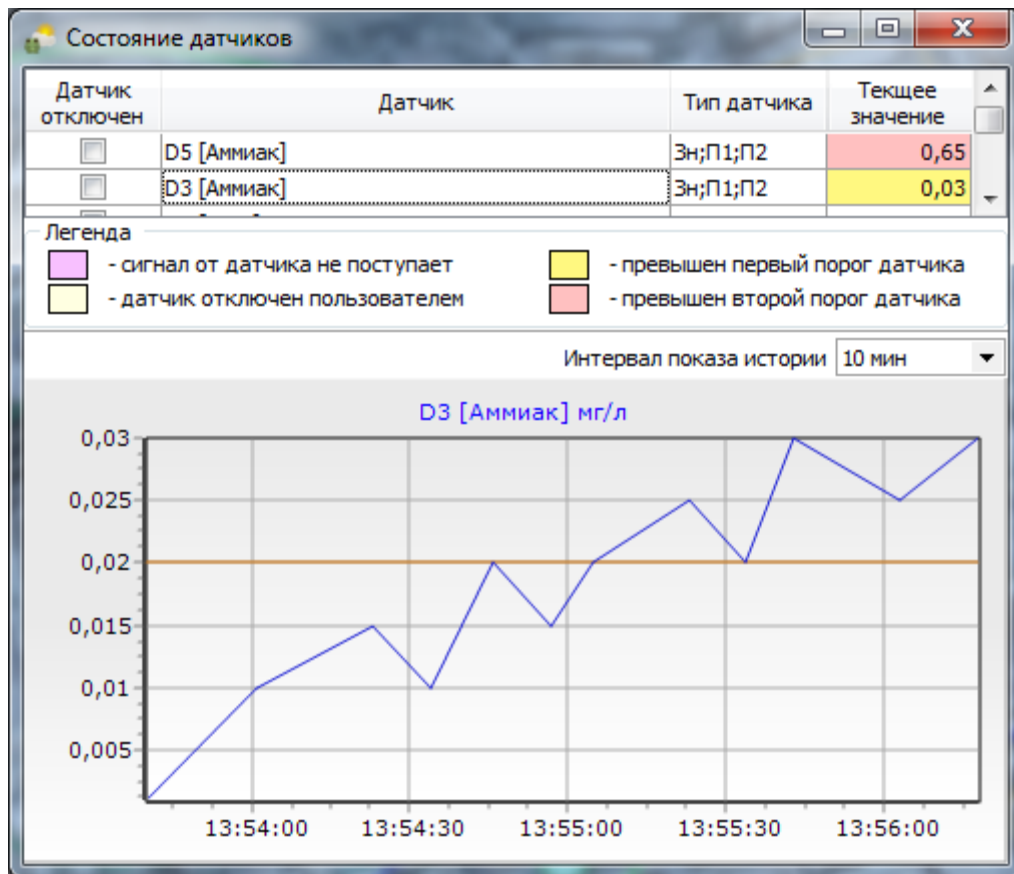 Состояние датчиков
Датчик отключен Датчик Тип датчика Текщее значение
D5 [Аммиак] Зн;П1;П2 0,65
D3 [Аммиак] Зн;П1;П2 0,03
Легенда
- сигнал от датчика не поступает - превышен первый порог датчика
- датчик отключен пользователем - превышен второй порог датчика
Интервал показа истории 10 мин
D3 [Аммиак] мг/л
0,03
0,025
0,02
0,015
0,01
0,005
13:54:00 13:54:30 13:55:00 13:55:30 13:56:00